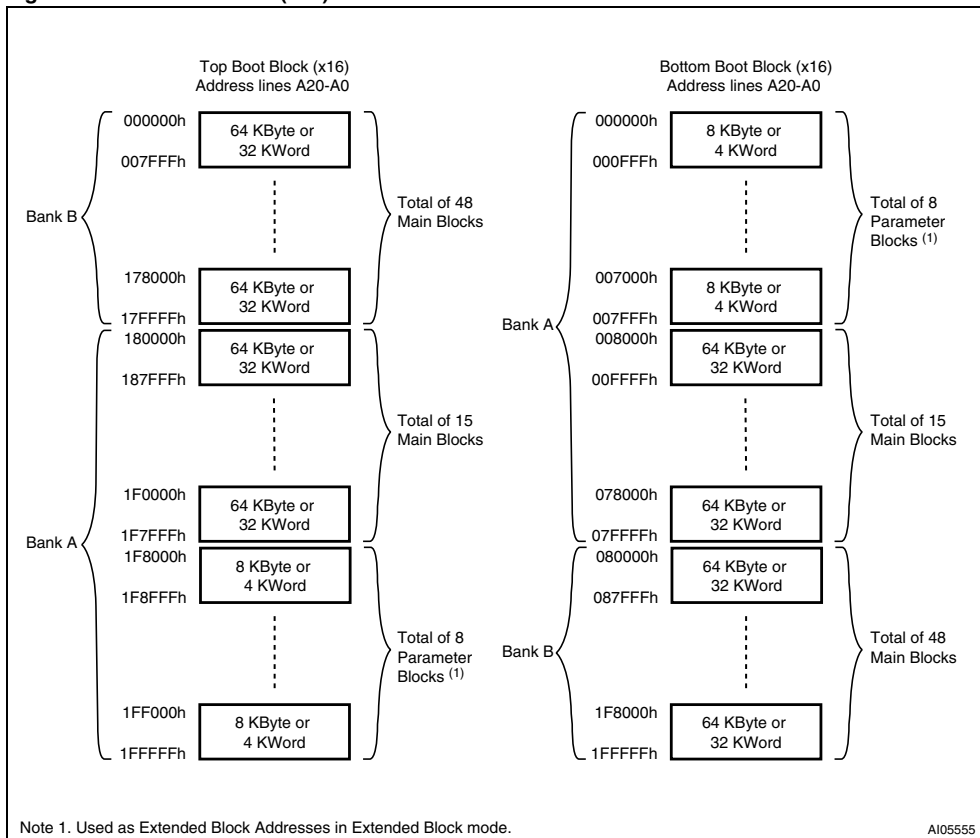 Top Boot Block (x16)
Address lines A20-A0
000000h
64 KByte or
32 KWord
007FFFh
Bank B
Total of 48
Main Blocks
178000h
64 KByte or
32 KWord
17FFFFh
180000h
64 KByte or
32 KWord
187FFFh
Total of 15
Main Blocks
1F0000h
64 KByte or
32 KWord
1F7FFFh
Bank A
1F8000h
8 KByte or
4 KWord
1F8FFFh
Total of 8
Parameter
Blocks (1)
1FF000h
8 KByte or
4 KWord
1FFFFFh
Bottom Boot Block (x16)
Address lines A20-A0
000000h
8 KByte or
4 KWord
000FFFh
Total of 8
Parameter
Blocks (1)
007000h
8 KByte or
4 KWord
007FFFh
Bank A
008000h
64 KByte or
32 KWord
00FFFFh
Total of 15
Main Blocks
078000h
64 KByte or
32 KWord
07FFFFh
080000h
64 KByte or
32 KWord
087FFFh
Bank B
Total of 48
Main Blocks
1F8000h
64 KByte or
32 KWord
1FFFFFh
Note 1. Used as Extended Block Addresses in Extended Block mode.
AI05555